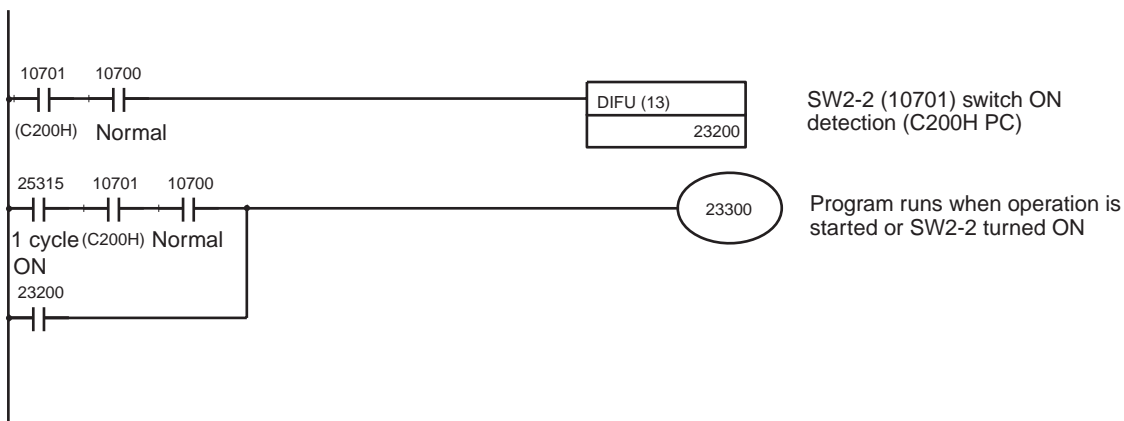 10701 10700
DIFU (13)
(C200H) Normal
23200
SW2-2 (10701) switch ON
detection (C200H PC)
25315 10701 10700
1 cycle (C200H) Normal
ON
23300
Program runs when operation is
started or SW2-2 turned ON
23200